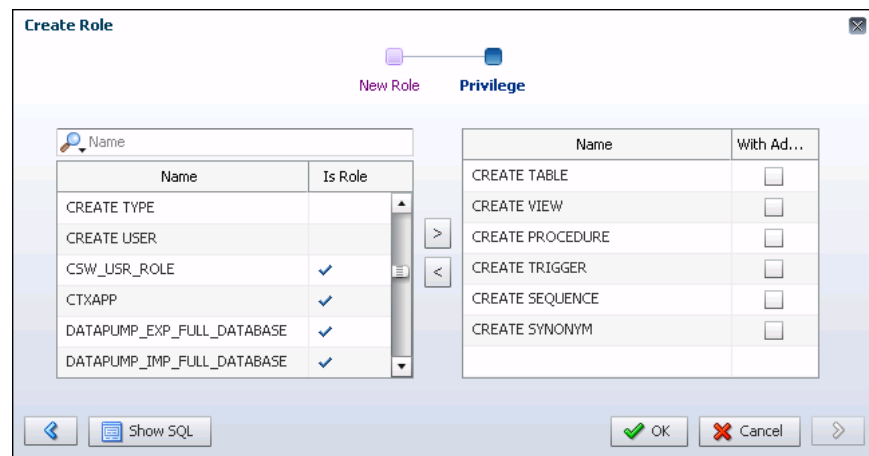 Create Role
New Role Privilege
Name
Name Is Role
CREATE TYPE
CREATE USER
CSW_USR_ROLE
CTXAPP
DATAPUMP_EXP_FULL_DATABASE
DATAPUMP_IMP_FULL_DATABASE
>
<
Name With Ad...
CREATE TABLE
CREATE VIEW
CREATE PROCEDURE
CREATE TRIGGER
CREATE SEQUENCE
CREATE SYNONYM
Show SQL OK Cancel